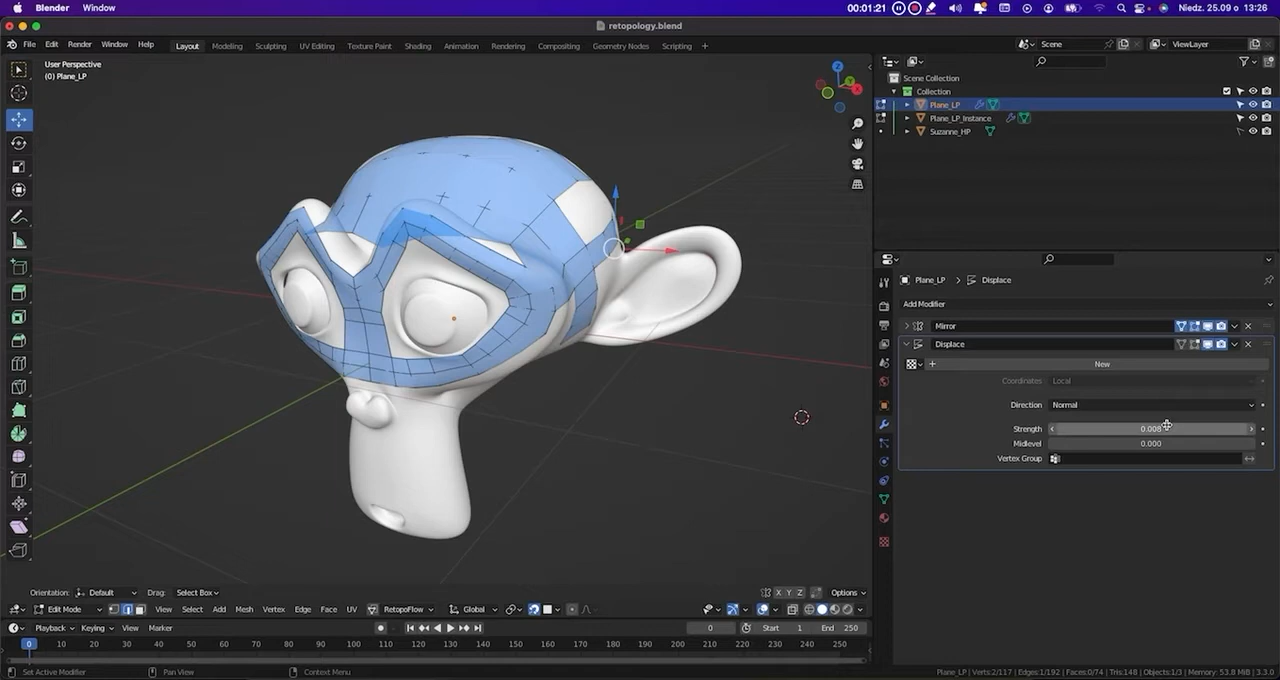 Blender Window 00:01:21 Niedz. 25.09 o 13:26
retopology.blend
File Edit Render Window Help Layout Modeling Sculpting UV Editing Texture Paint Shading Animation Rendering Compositing Geometry Nodes Scripting + Scene ViewLayer
User Perspective
(0) Plane_LP
Z
Y
X
Scene Collection
Collection
Plane_LP
Plane_LP_Instance
Suzanne_HP
Plane_LP > Displace
Add Modifier
Mirror
Displace
New
Coordinates Local
Direction Normal
Strength 0.008
Midlevel 0.000
Vertex Group
Orientation: Default Drag: Select Box X Y Z Options
Edit Mode View Select Add Mesh Vertex Edge Face UV RetopoFlow Global
Playback Keying View Marker 0 Start 1 End 250
0 10 20 30 40 50 60 70 80 90 100 110 120 130 140 150 160 170 180 190 200 210 220 230 240 250
Set Active Modifier Pan View Context Menu Plane_LP | Verts:2/117 | Edges:1/192 | Faces:0/74 | Tris:148 | Objects:1/3 | Memory: 53.8 MiB | 3.3.0